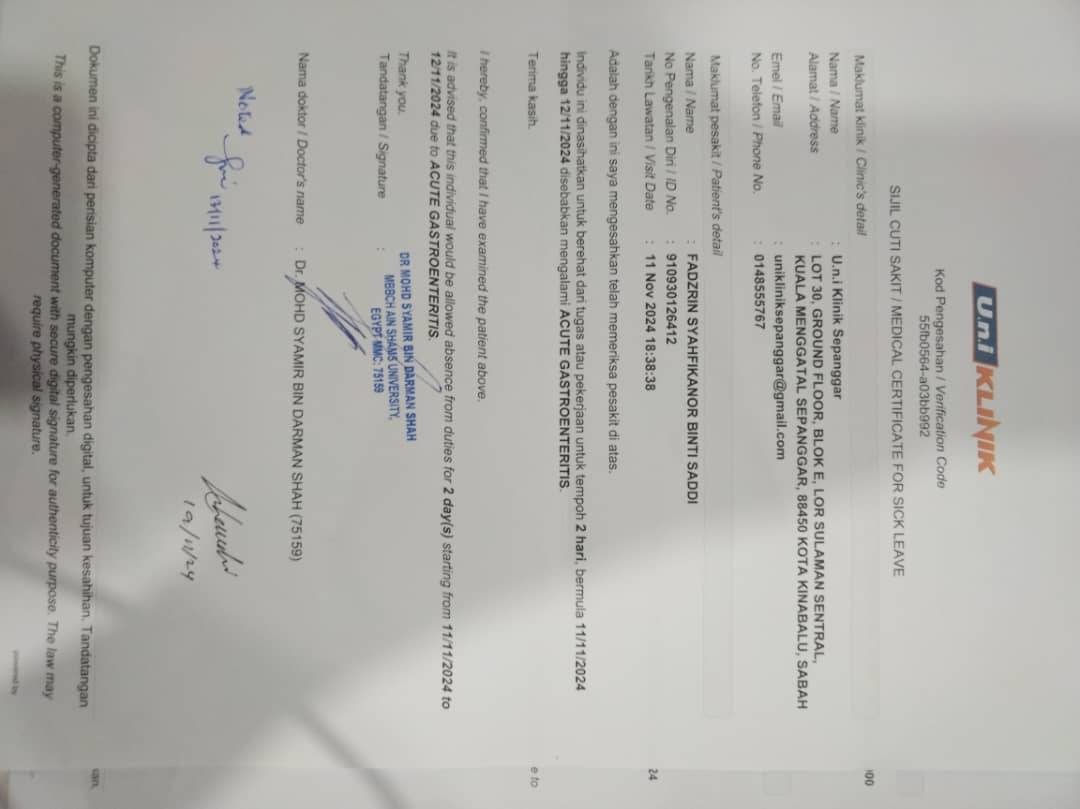 U.n.i KLINIK
Kod Pengesahan / Verification Code
55fb0564-a03bb992
SIJIL CUTI SAKIT / MEDICAL CERTIFICATE FOR SICK LEAVE
Maklumat klinik / Clinic's detail
Nama / Name : U.n.i Klinik Sepanggar
Alamat / Address : LOT 30, GROUND FLOOR, BLOK E, LOR SULAMAN SENTRAL,
KUALA MENGGATAL SEPANGGAR, 88450 KOTA KINABALU, SABAH
Emel / Email : unikliniksepanggar@gmail.com
No. Telefon / Phone No. : 0148555767
Maklumat pesakit / Patient's detail
Nama / Name : FADZRIN SYAHFIKANOR BINTI SADDI
No Pengenalan Diri / ID No. : 910930126412
Tarikh Lawatan / Visit Date : 11 Nov 2024 18:38:38
Adalah dengan ini saya mengesahkan telah memeriksa pesakit di atas.
Individu ini dinasihatkan untuk berehat dari tugas atau pekerjaan untuk tempoh 2 hari, bermula 11/11/2024
hingga 12/11/2024 disebabkan mengalami ACUTE GASTROENTERITIS.
Terima kasih.
I hereby, confirmed that I have examined the patient above.
It is advised that this individual would be allowed absence from duties for 2 day(s) starting from 11/11/2024 to
12/11/2024 due to ACUTE GASTROENTERITIS.
Thank you.
DR MOHD SYAMIR BIN DARMAN SHAH
MBBCH AIN SHAMS UNIVERSITY,
EGYPT MMC: 75159
Tandatangan / Signature :
Nama doktor / Doctor's name : Dr. MOHD SYAMIR BIN DARMAN SHAH (75159)
Noted
13/11/2024
19/11/24
Dokumen ini dicipta dari perisian komputer dengan pengesahan digital, untuk tujuan kesahihan. Tandatangan
mungkin diperlukan.
This is a computer-generated document with secure digital signature for authenticity purpose. The law may
require physical signature.
powered by
24
e to